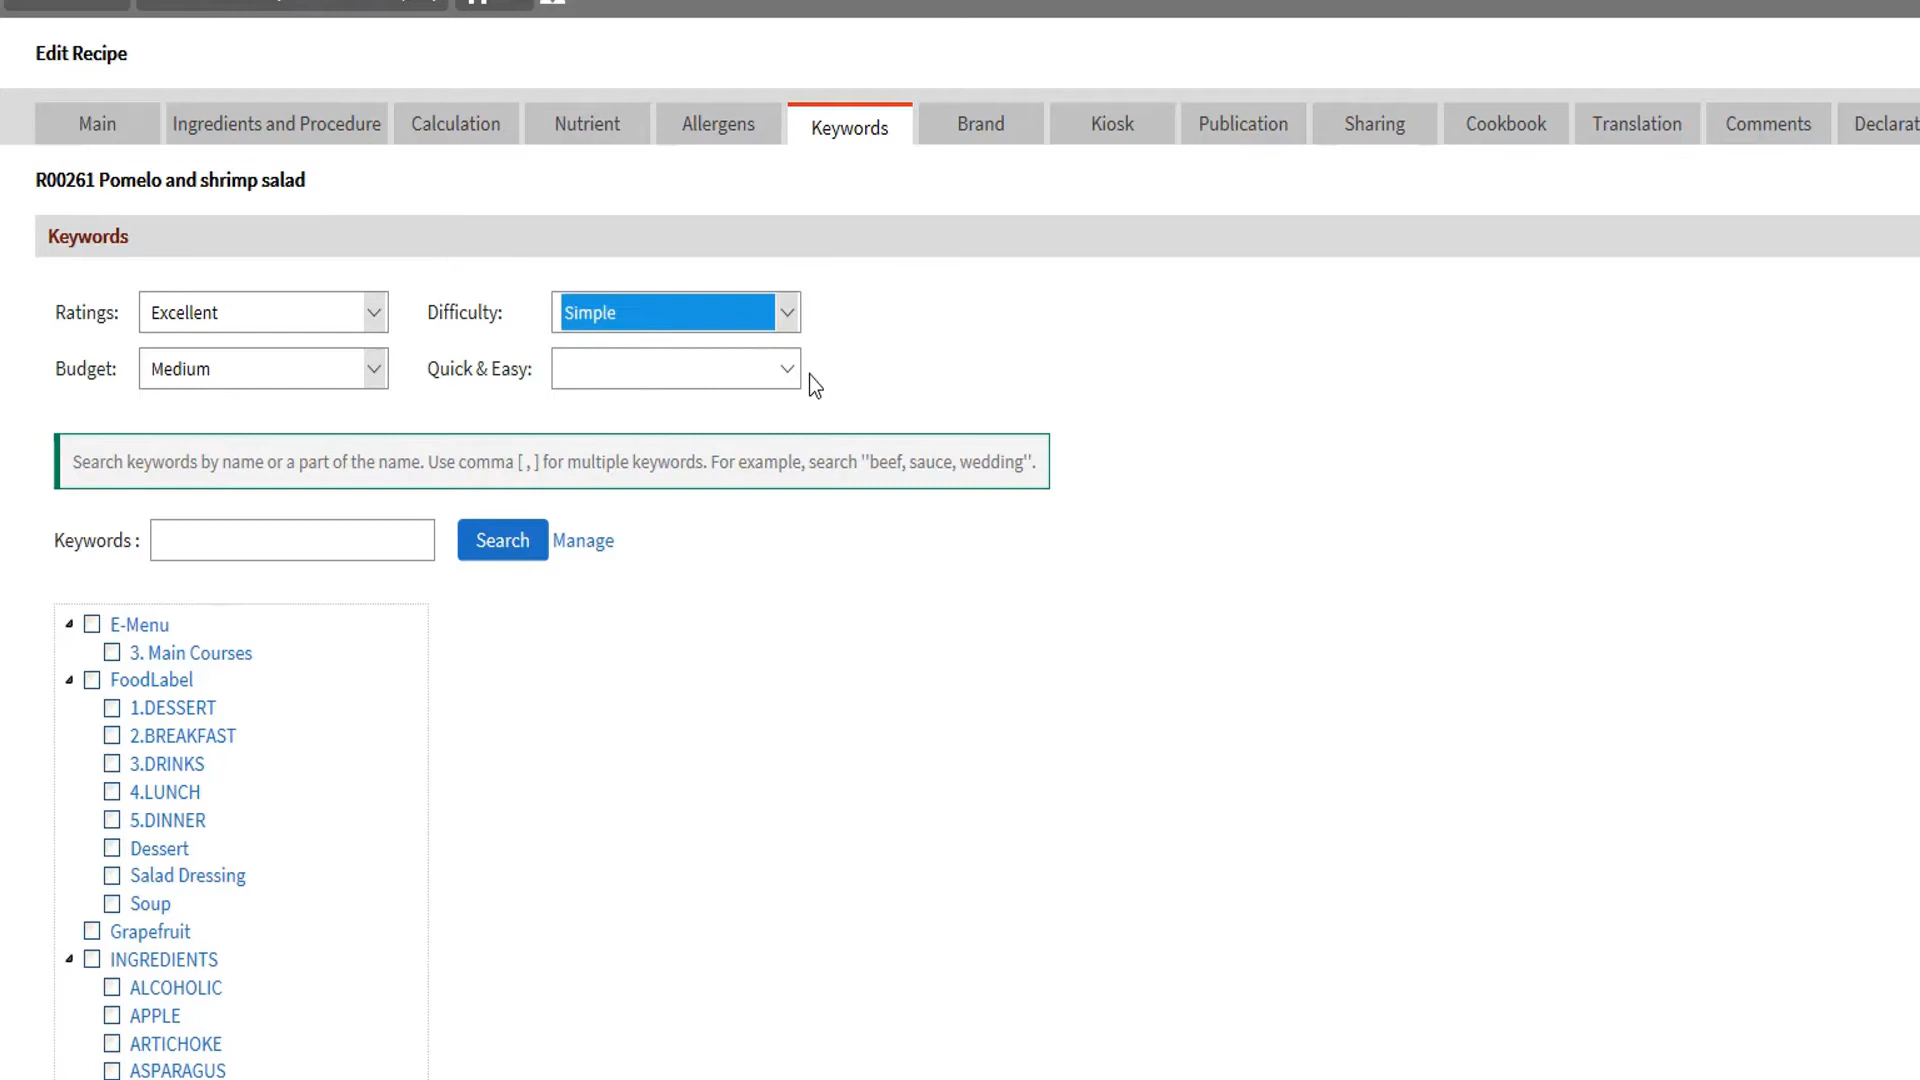 Edit Recipe
Main Ingredients and Procedure Calculation Nutrient Allergens Keywords Brand Kiosk Publication Sharing Cookbook Translation Comments Declarat
R00261 Pomelo and shrimp salad
Keywords
Ratings: Excellent Difficulty: Simple
Budget: Medium Quick & Easy:
Search keywords by name or a part of the name. Use comma [ , ] for multiple keywords. For example, search "beef, sauce, wedding".
Keywords : Search Manage
E-Menu
3. Main Courses
FoodLabel
1.DESSERT
2.BREAKFAST
3.DRINKS
4.LUNCH
5.DINNER
Dessert
Salad Dressing
Soup
Grapefruit
INGREDIENTS
ALCOHOLIC
APPLE
ARTICHOKE
ASPARAGUS